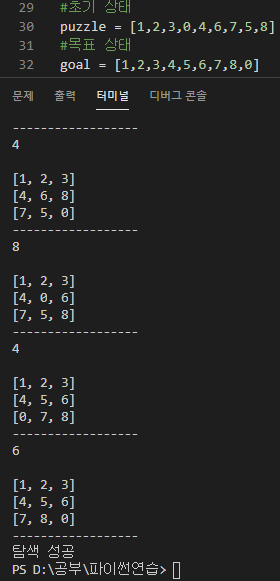 29 #초기 상태
30 puzzle = [1,2,3,0,4,6,7,5,8]
31 #목표 상태
32 goal = [1,2,3,4,5,6,7,8,0]
문제 출력 터미널 디버그 콘솔
------------------
4
[1, 2, 3]
[4, 6, 8]
[7, 5, 0]
------------------
8
[1, 2, 3]
[4, 0, 6]
[7, 5, 8]
------------------
4
[1, 2, 3]
[4, 5, 6]
[0, 7, 8]
------------------
6
[1, 2, 3]
[4, 5, 6]
[7, 8, 0]
------------------
탐색 성공
PS D:\공부\파이썬연습>